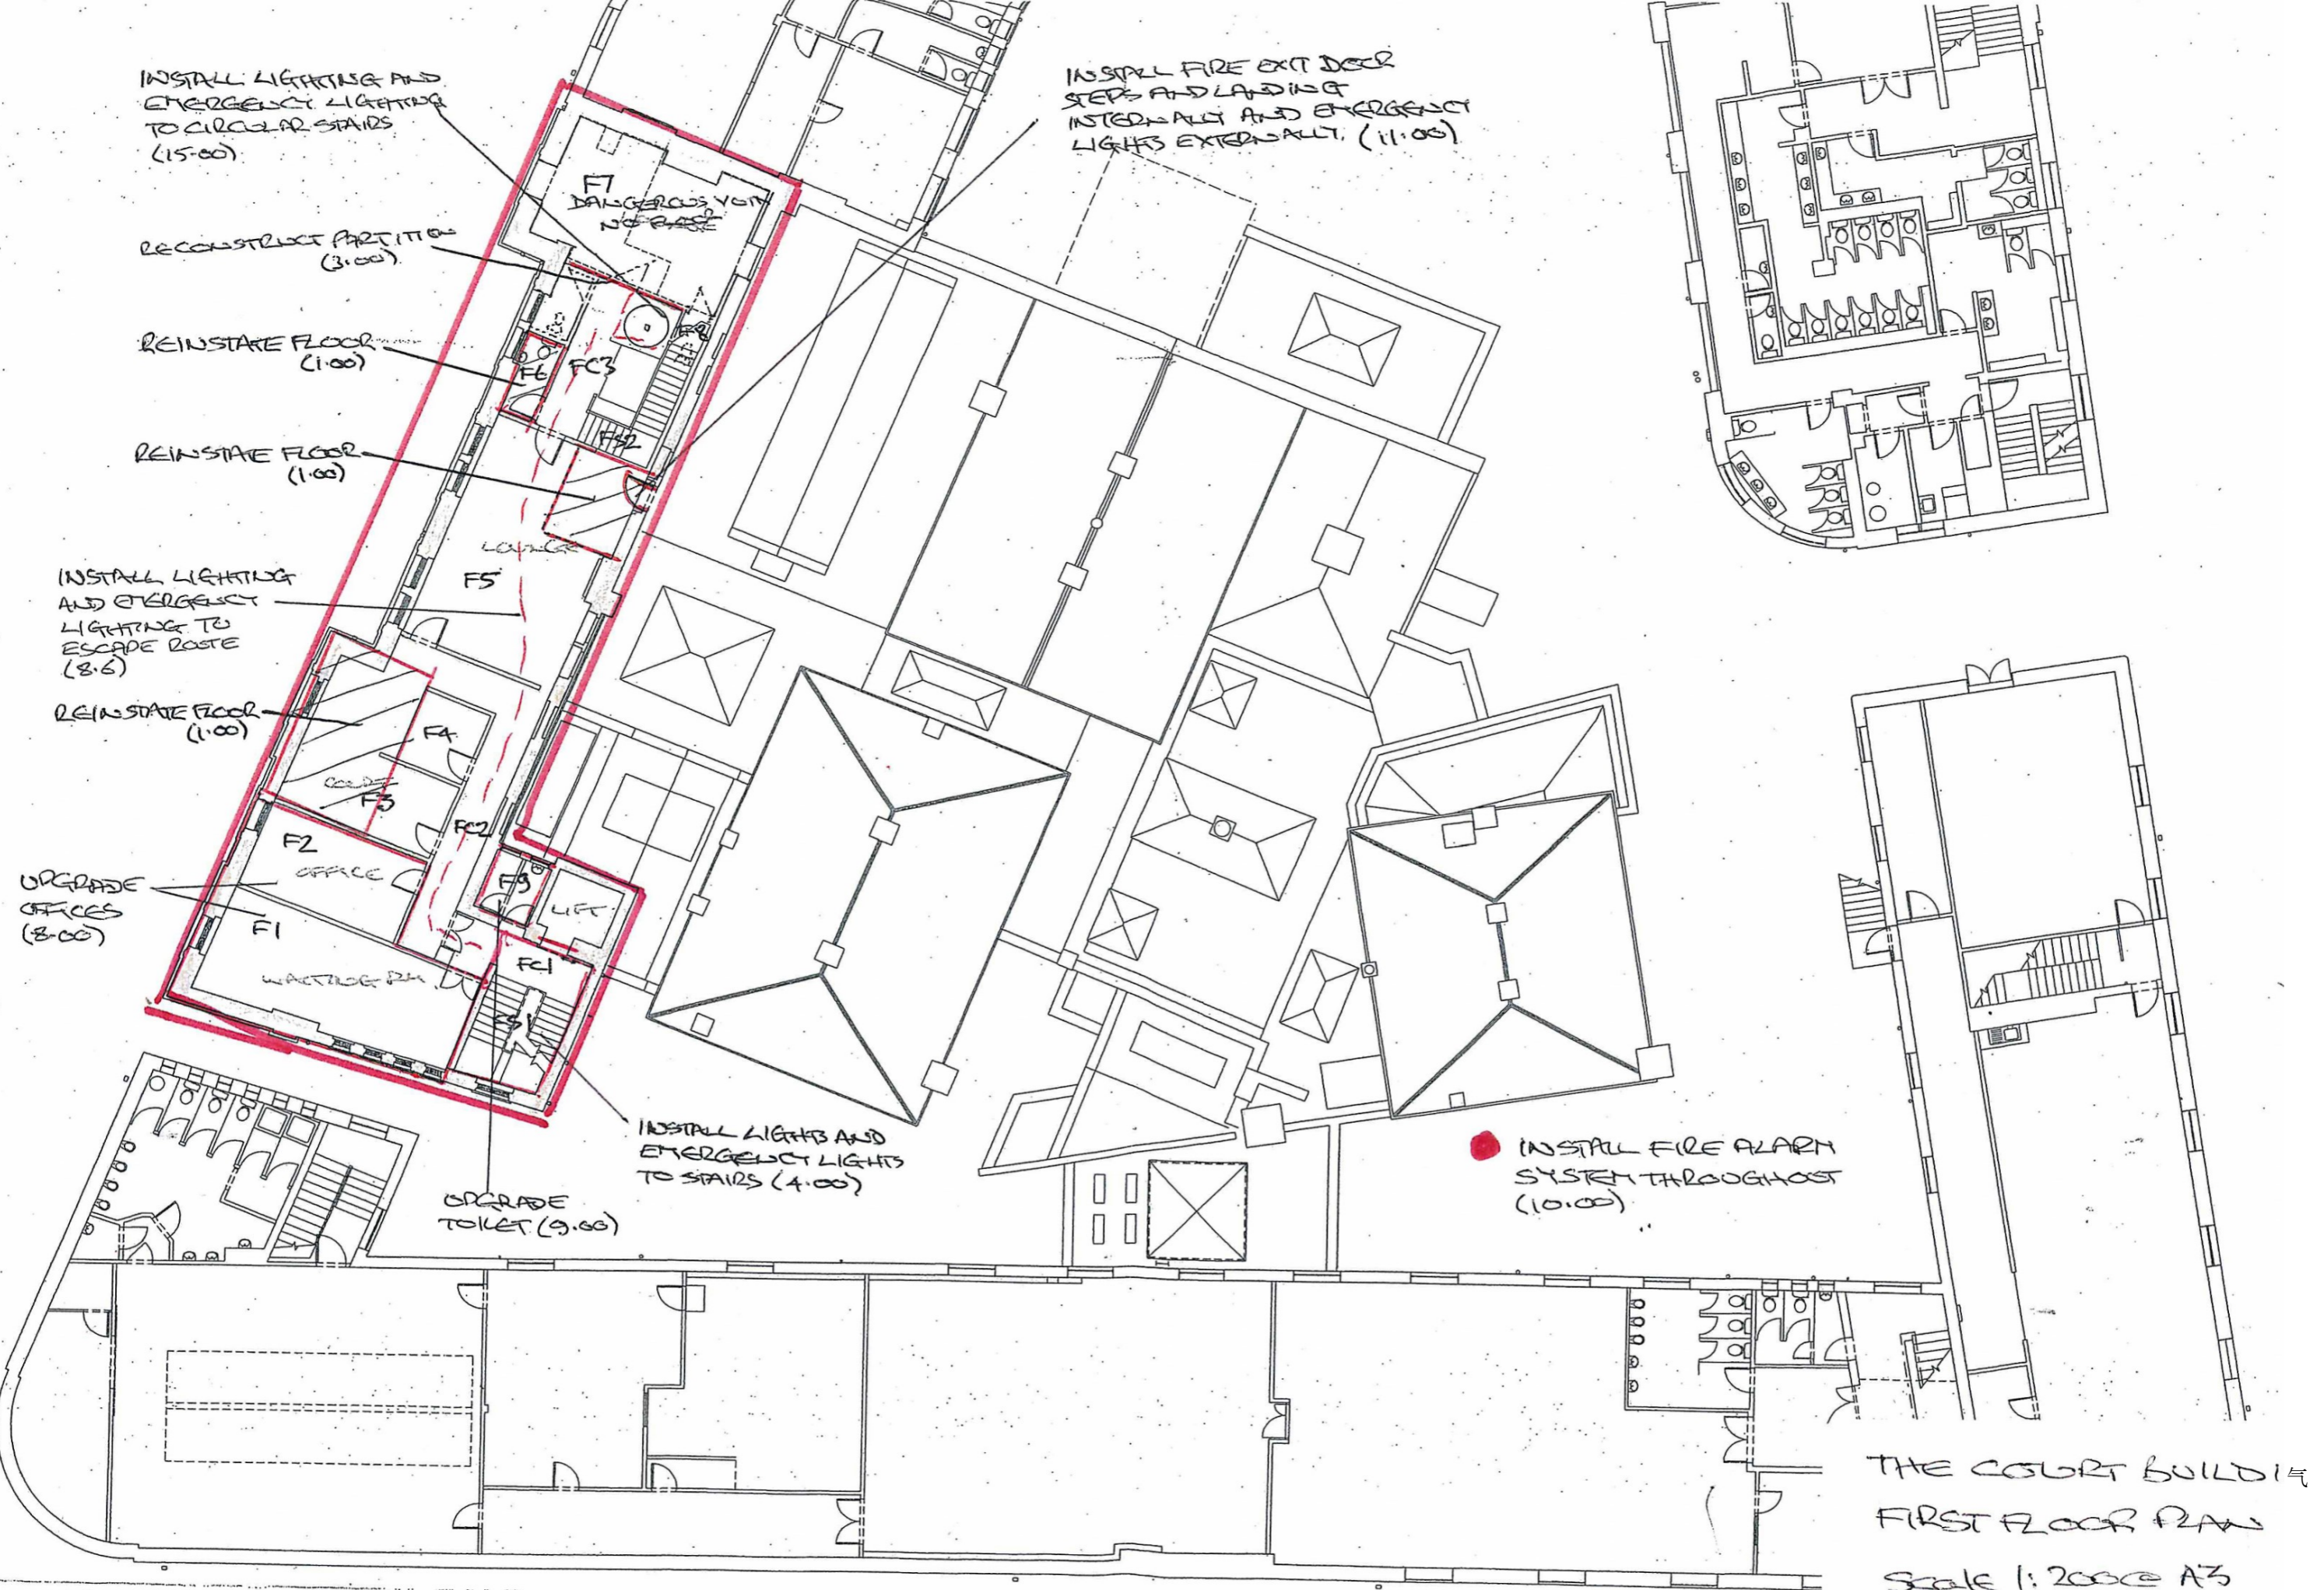 INSTALL LIGHTING AND
EMERGENCY LIGHTING
TO CIRCULAR STAIRS
(15.00)
INSTALL FIRE EXIT DOOR
STEPS AND LANDING
INTERNALLY AND EMERGENCY
LIGHTS EXTERNALLY. (11.00)
F7
DANGEROUS VOID
NO BASE
RECONSTRUCT PARTITION
(3.00)
REINSTATE FLOOR
(1.00)
F8
F6
FC3
REINSTATE FLOOR
(1.00)
FS2
LOUNGE
F5
INSTALL LIGHTING
AND EMERGENCY
LIGHTING TO
ESCAPE ROUTE
(8.6)
REINSTATE FLOOR
(1.00)
F4
COURT
F3
FC2
F2
OFFICE
UPGRADE
OFFICES
(8.00)
F9
LIFT
F1
WAITING RM
FC1
FS1
INSTALL LIGHTS AND
EMERGENCY LIGHTS
TO STAIRS (4.00)
UPGRADE
TOILET (9.00)
INSTALL FIRE ALARM
SYSTEM THROUGHOUT
(10.00)
THE COURT BUILDING
FIRST FLOOR PLAN
Scale 1:200@ A3